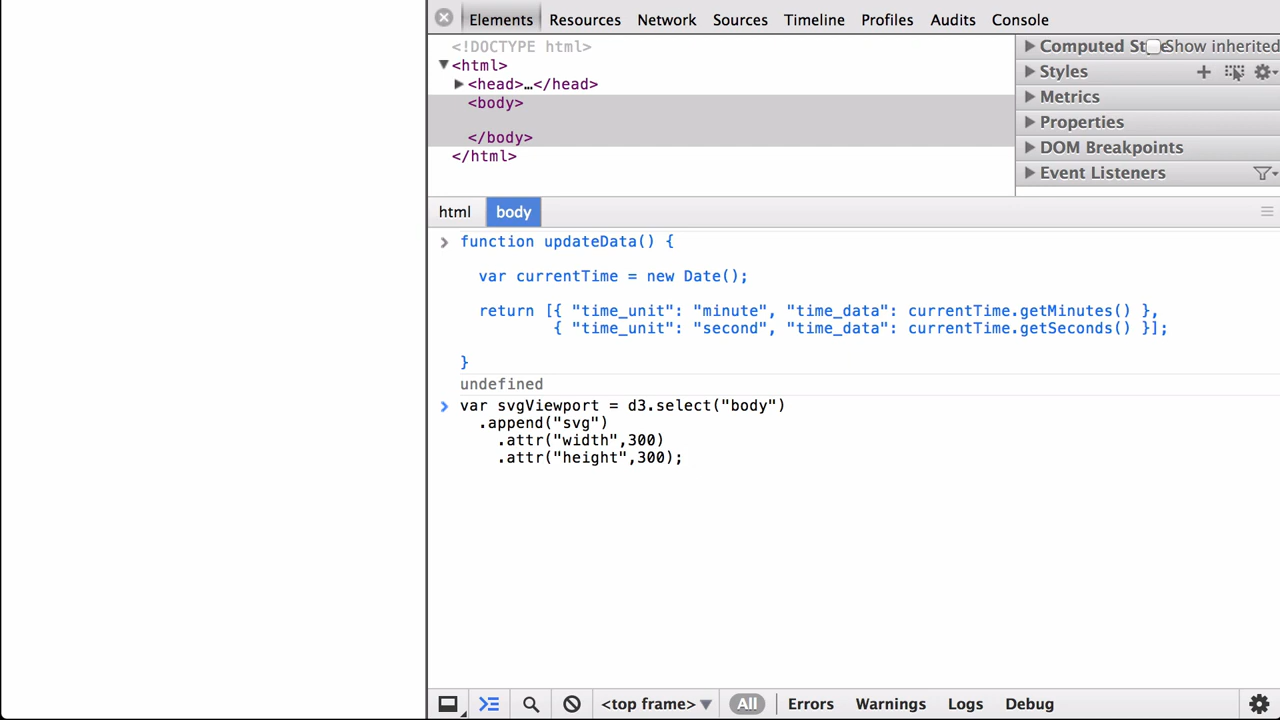 Elements Resources Network Sources Timeline Profiles Audits Console
<!DOCTYPE html>
<html>
<head>…</head>
<body>
</body>
</html>
Computed Style Show inherited
Styles
Metrics
Properties
DOM Breakpoints
Event Listeners
html body
function updateData() {
var currentTime = new Date();
return [{ "time_unit": "minute", "time_data": currentTime.getMinutes() },
{ "time_unit": "second", "time_data": currentTime.getSeconds() }];
}
undefined
var svgViewport = d3.select("body")
.append("svg")
.attr("width",300)
.attr("height",300);
<top frame> All Errors Warnings Logs Debug